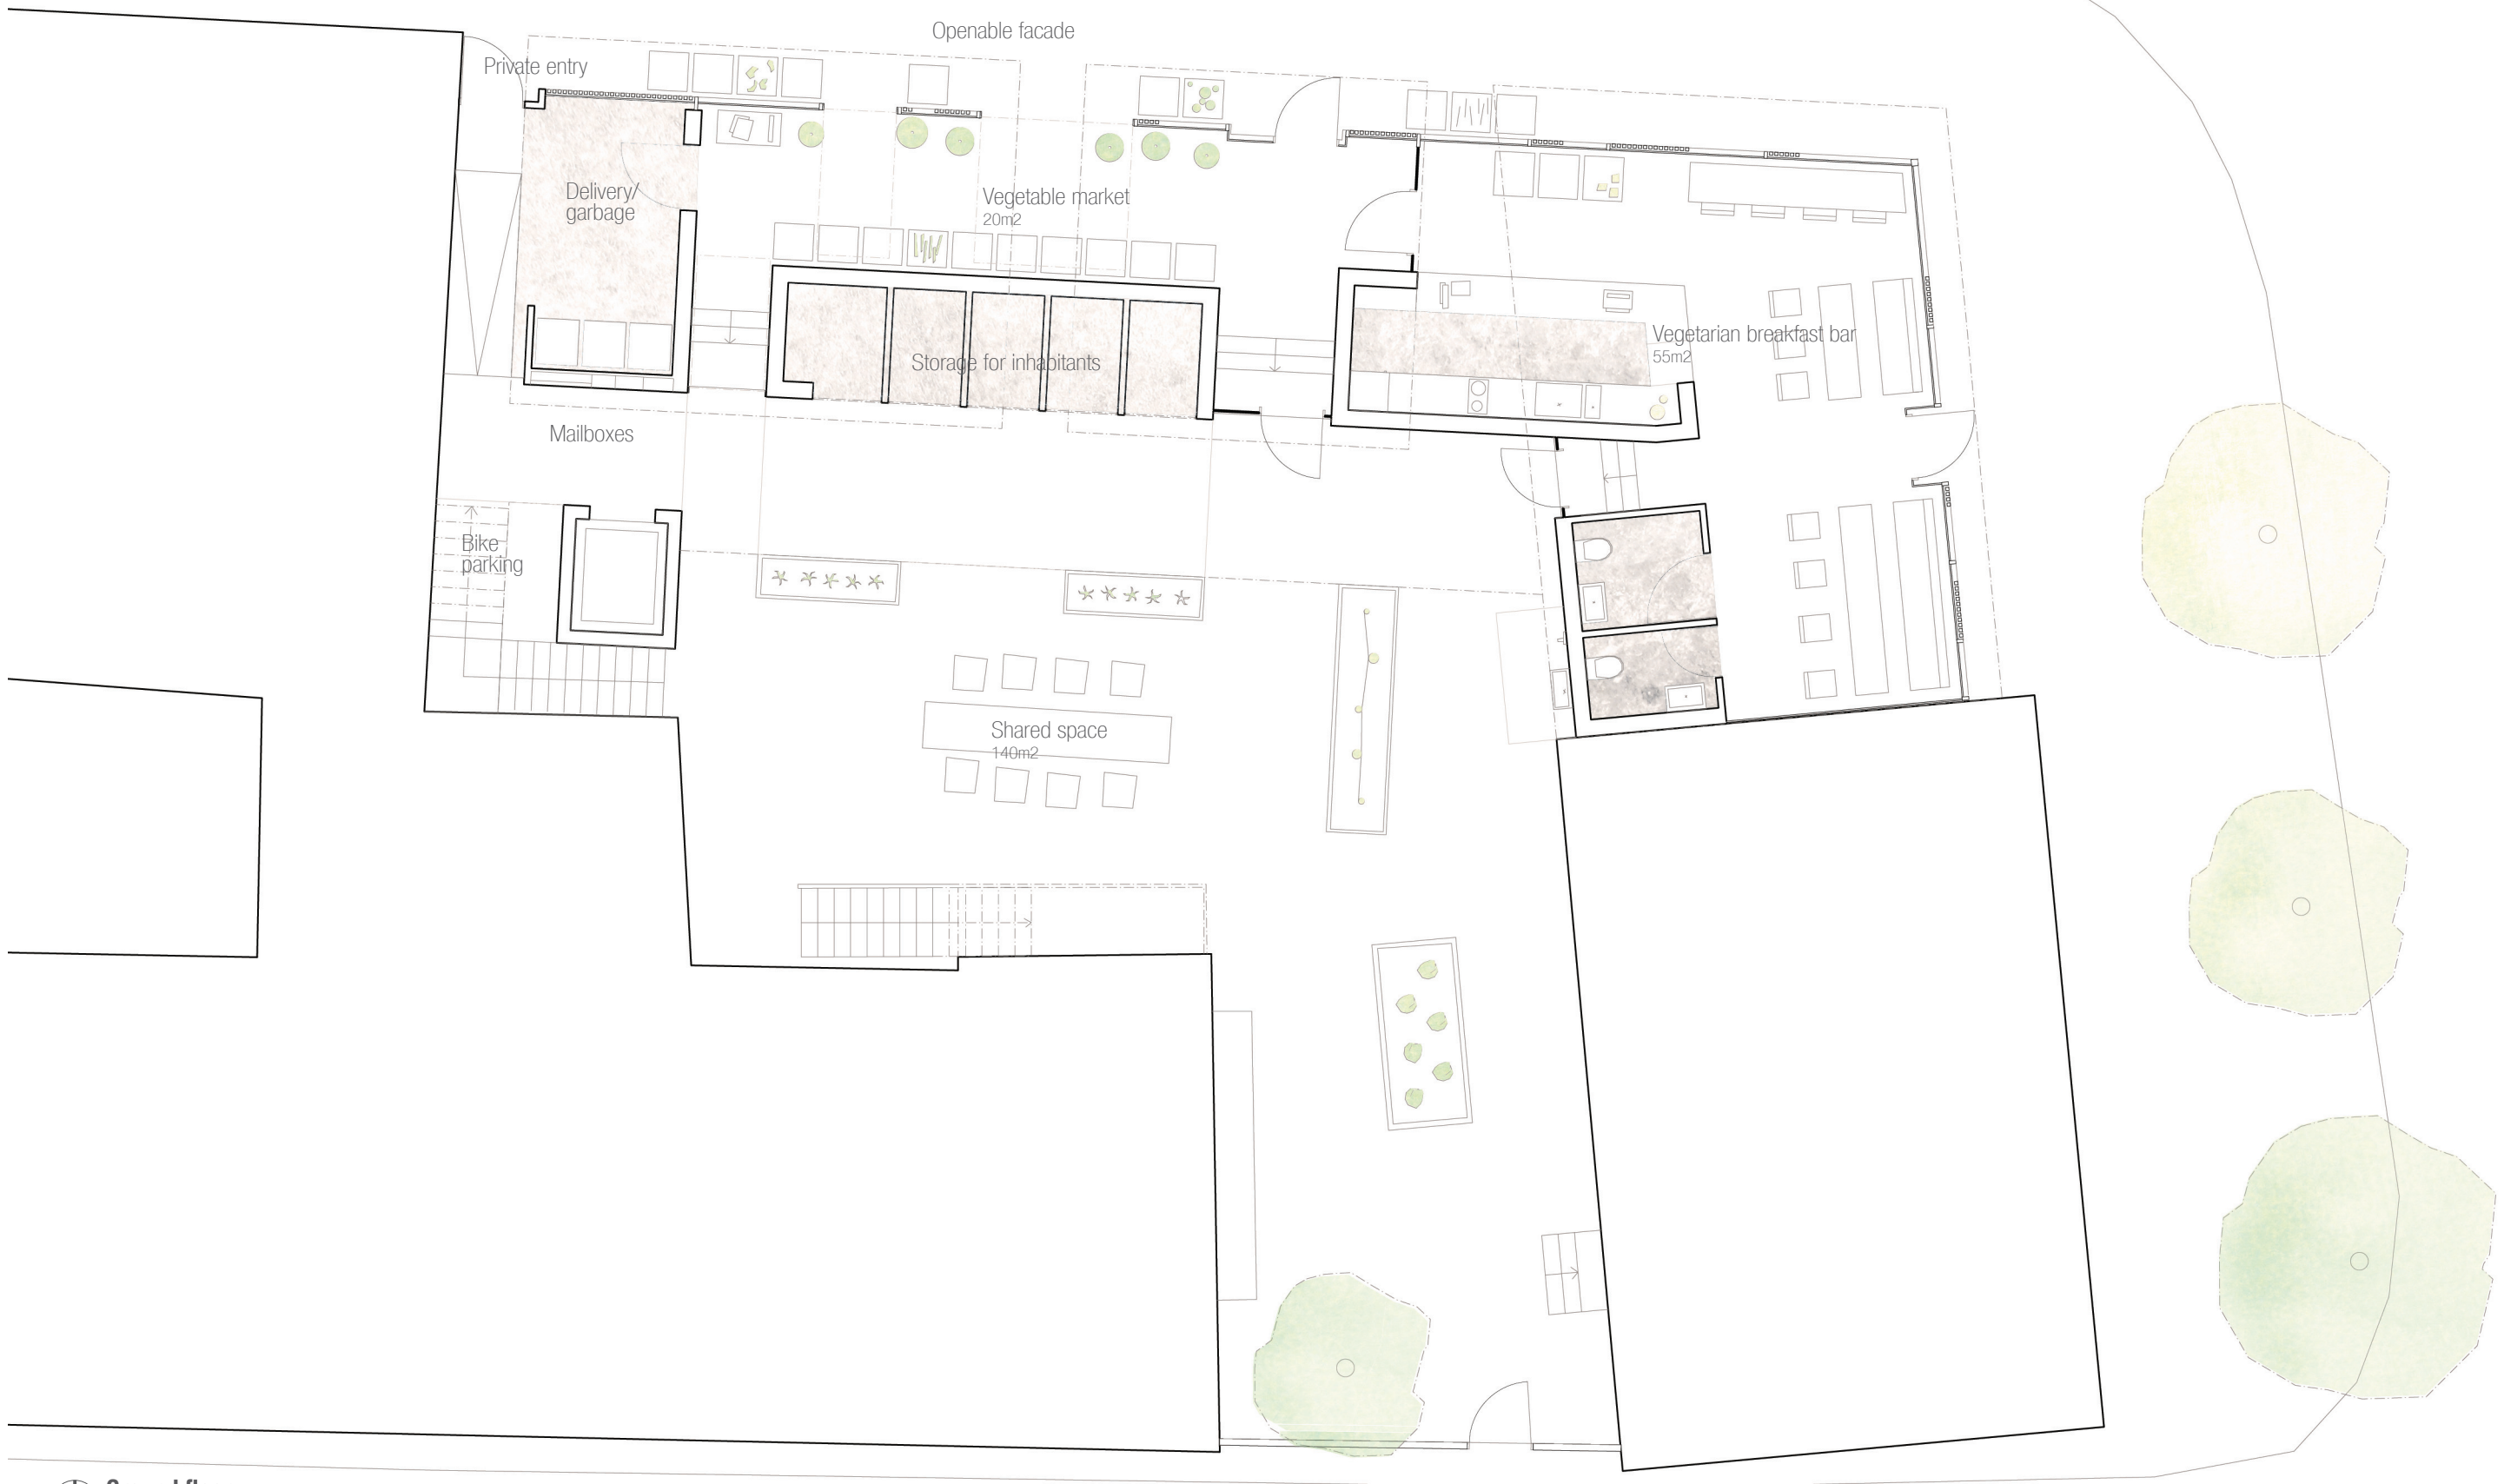 Openable facade
Private entry
Delivery/
garbage
Vegetable market
20m2
Storage for inhabitants
Vegetarian breakfast bar
55m2
Mailboxes
Bike
parking
Shared space
140m2